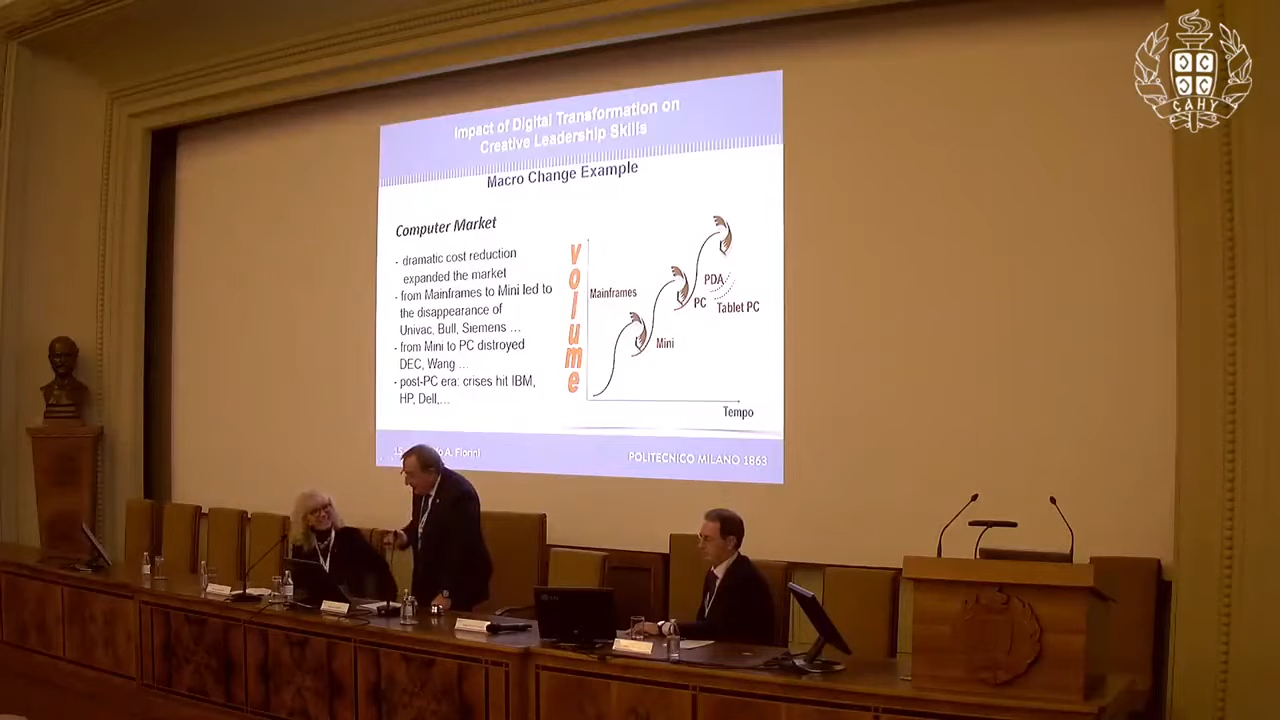 Impact of Digital Transformation on
Creative Leadership Skills
Macro Change Example
Computer Market
- dramatic cost reduction
expanded the market
- from Mainframes to Mini led to
the disappearance of
Univac, Bull, Siemens ...
- from Mini to PC distroyed
DEC, Wang ...
- post-PC era: crises hit IBM,
HP, Dell,...
volume
Mainframes
Mini
PC
PDA
Tablet PC
Tempo
A. Fiorini
POLITECNICO MILANO 1863
САНУ